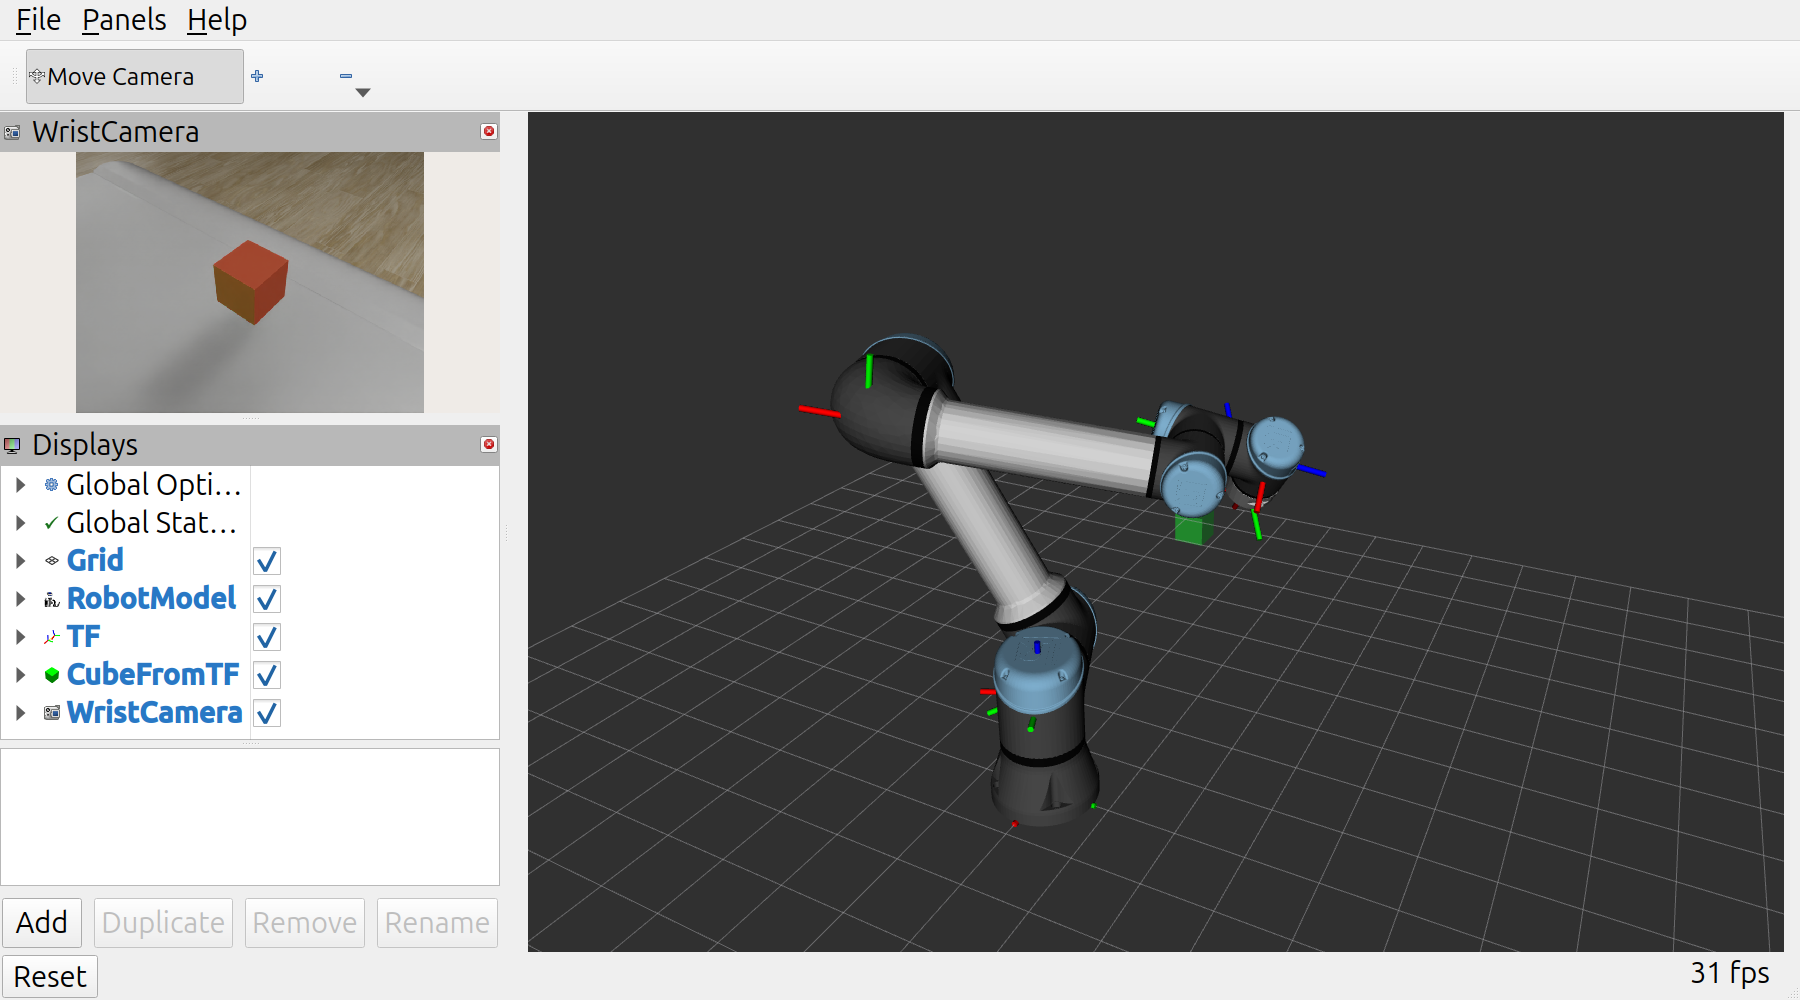 File Panels Help
Move Camera
WristCamera
Displays
Global Opti...
Global Stat...
Grid
RobotModel
TF
CubeFromTF
WristCamera
Add Duplicate Remove Rename
Reset
31 fps